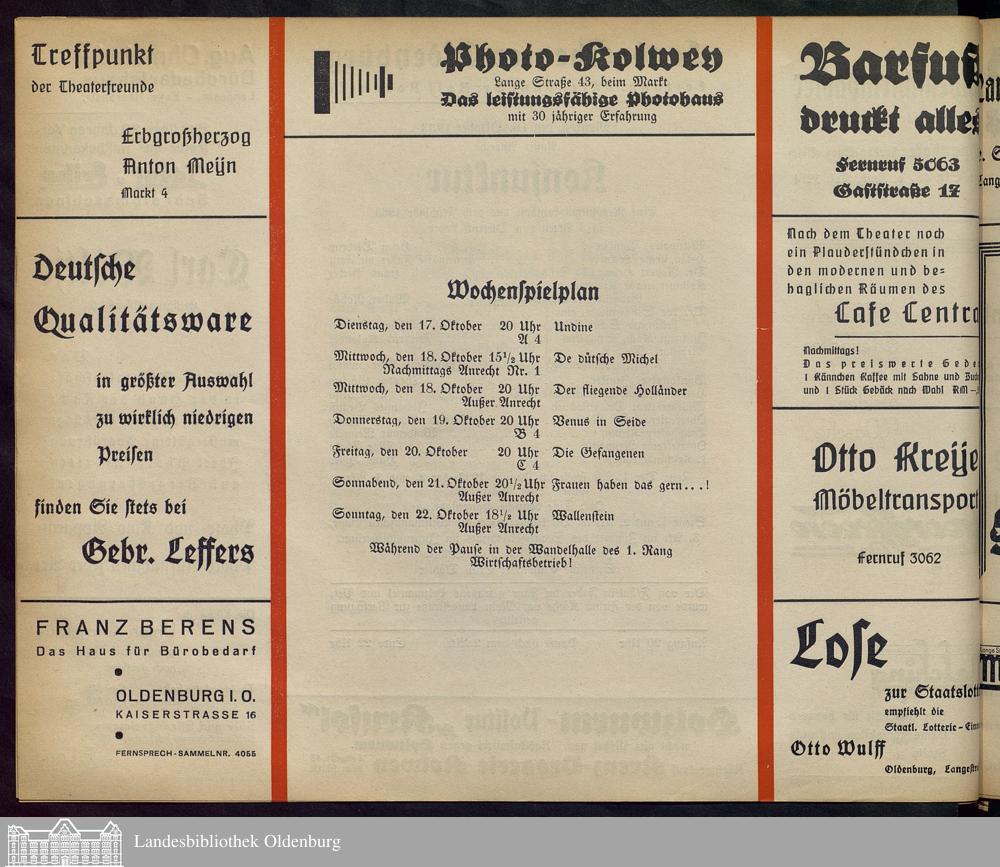 Treffpunkt
der Theaterfreunde
Erbgroßherzog
Anton Meyn
Markt 4
Deutsche
Qualitätsware
in größter Auswahl
zu wirklich niedrigen
Preisen
finden Sie stets bei
Gebr. Leffers
FRANZ BERENS
Das Haus für Bürobedarf
OLDENBURG I. O.
KAISERSTRASSE 16
FERNSPRECH-SAMMELNR. 4055
Photo-Kolwey
Lange Straße 43, beim Markt
Das leistungsfähige Photohaus
mit 30 jähriger Erfahrung
Wochenspielplan
Dienstag, den 17. Oktober 20 Uhr Undine
A 4
Mittwoch, den 18. Oktober 15½ Uhr De dütsche Michel
Nachmittags Anrecht Nr. 1
Mittwoch, den 18. Oktober 20 Uhr Der fliegende Holländer
Außer Anrecht
Donnerstag, den 19. Oktober 20 Uhr Venus in Seide
B 4
Freitag, den 20. Oktober 20 Uhr Die Gefangenen
C 4
Sonnabend, den 21. Oktober 20½ Uhr Frauen haben das gern...!
Außer Anrecht
Sonntag, den 22. Oktober 18½ Uhr Wallenstein
Außer Anrecht
Während der Pause in der Wandelhalle des 1. Rang
Wirtschaftsbetrieb!
Barfuß
druckt alles
Fernruf 5063
Gaststraße 17
Nach dem Theater noch
ein Plauderstündchen in
den modernen und be-
haglichen Räumen des
Cafe Centra
Nachmittags!
Das preiswerte Gede
1 Kännchen Kaffee mit Sahne und Zuck
und 1 Stück Gebäck nach Wahl RM -.
Otto Kreye
Möbeltransport
Fernruf 3062
Lose
zur Staatslott
empfiehlt die
Staatl. Lotterie-Einn
Otto Wulff
Oldenburg, Langestr
Landesbibliothek Oldenburg